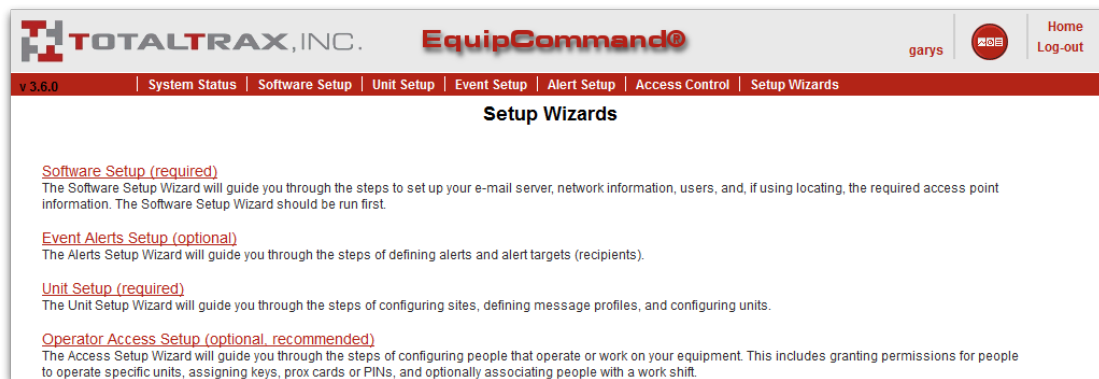 TOTALTRAX, INC.
EquipCommand®
garys
Home
Log-out
v 3.6.0
System Status | Software Setup | Unit Setup | Event Setup | Alert Setup | Access Control | Setup Wizards
Setup Wizards
Software Setup (required)
The Software Setup Wizard will guide you through the steps to set up your e-mail server, network information, users, and, if using locating, the required access point
information. The Software Setup Wizard should be run first.
Event Alerts Setup (optional)
The Alerts Setup Wizard will guide you through the steps of defining alerts and alert targets (recipients).
Unit Setup (required)
The Unit Setup Wizard will guide you through the steps of configuring sites, defining message profiles, and configuring units.
Operator Access Setup (optional, recommended)
The Access Setup Wizard will guide you through the steps of configuring people that operate or work on your equipment. This includes granting permissions for people
to operate specific units, assigning keys, prox cards or PINs, and optionally associating people with a work shift.